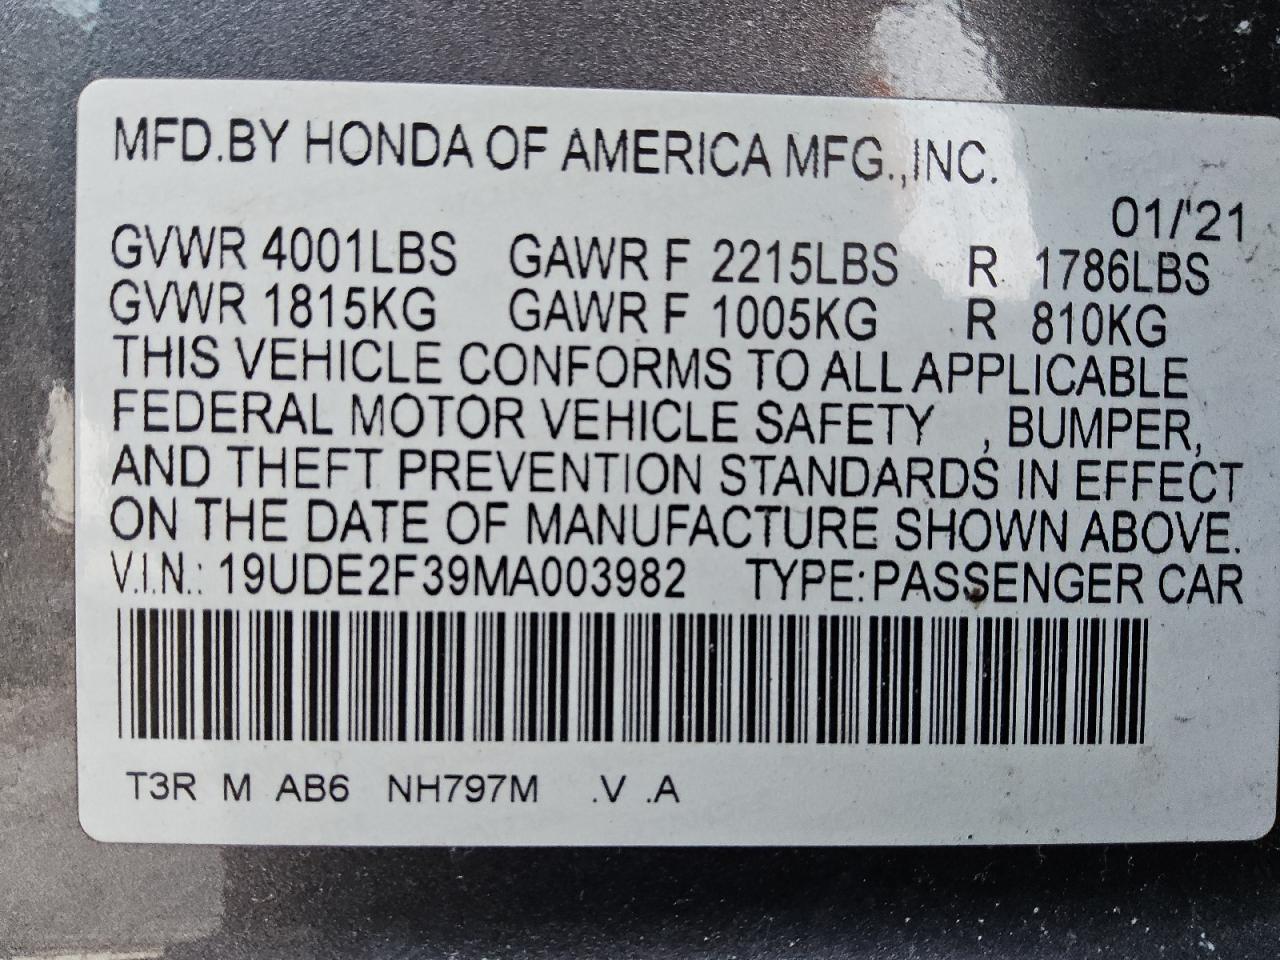 MFD.BY HONDA OF AMERICA MFG.,INC.
01/'21
GVWR 4001LBS GAWR F 2215LBS R 1786LBS
GVWR 1815KG GAWR F 1005KG R 810KG
THIS VEHICLE CONFORMS TO ALL APPLICABLE
FEDERAL MOTOR VEHICLE SAFETY , BUMPER,
AND THEFT PREVENTION STANDARDS IN EFFECT
ON THE DATE OF MANUFACTURE SHOWN ABOVE.
V.I.N.: 19UDE2F39MA003982 TYPE:PASSENGER CAR
T3R M AB6 NH797M .V .A